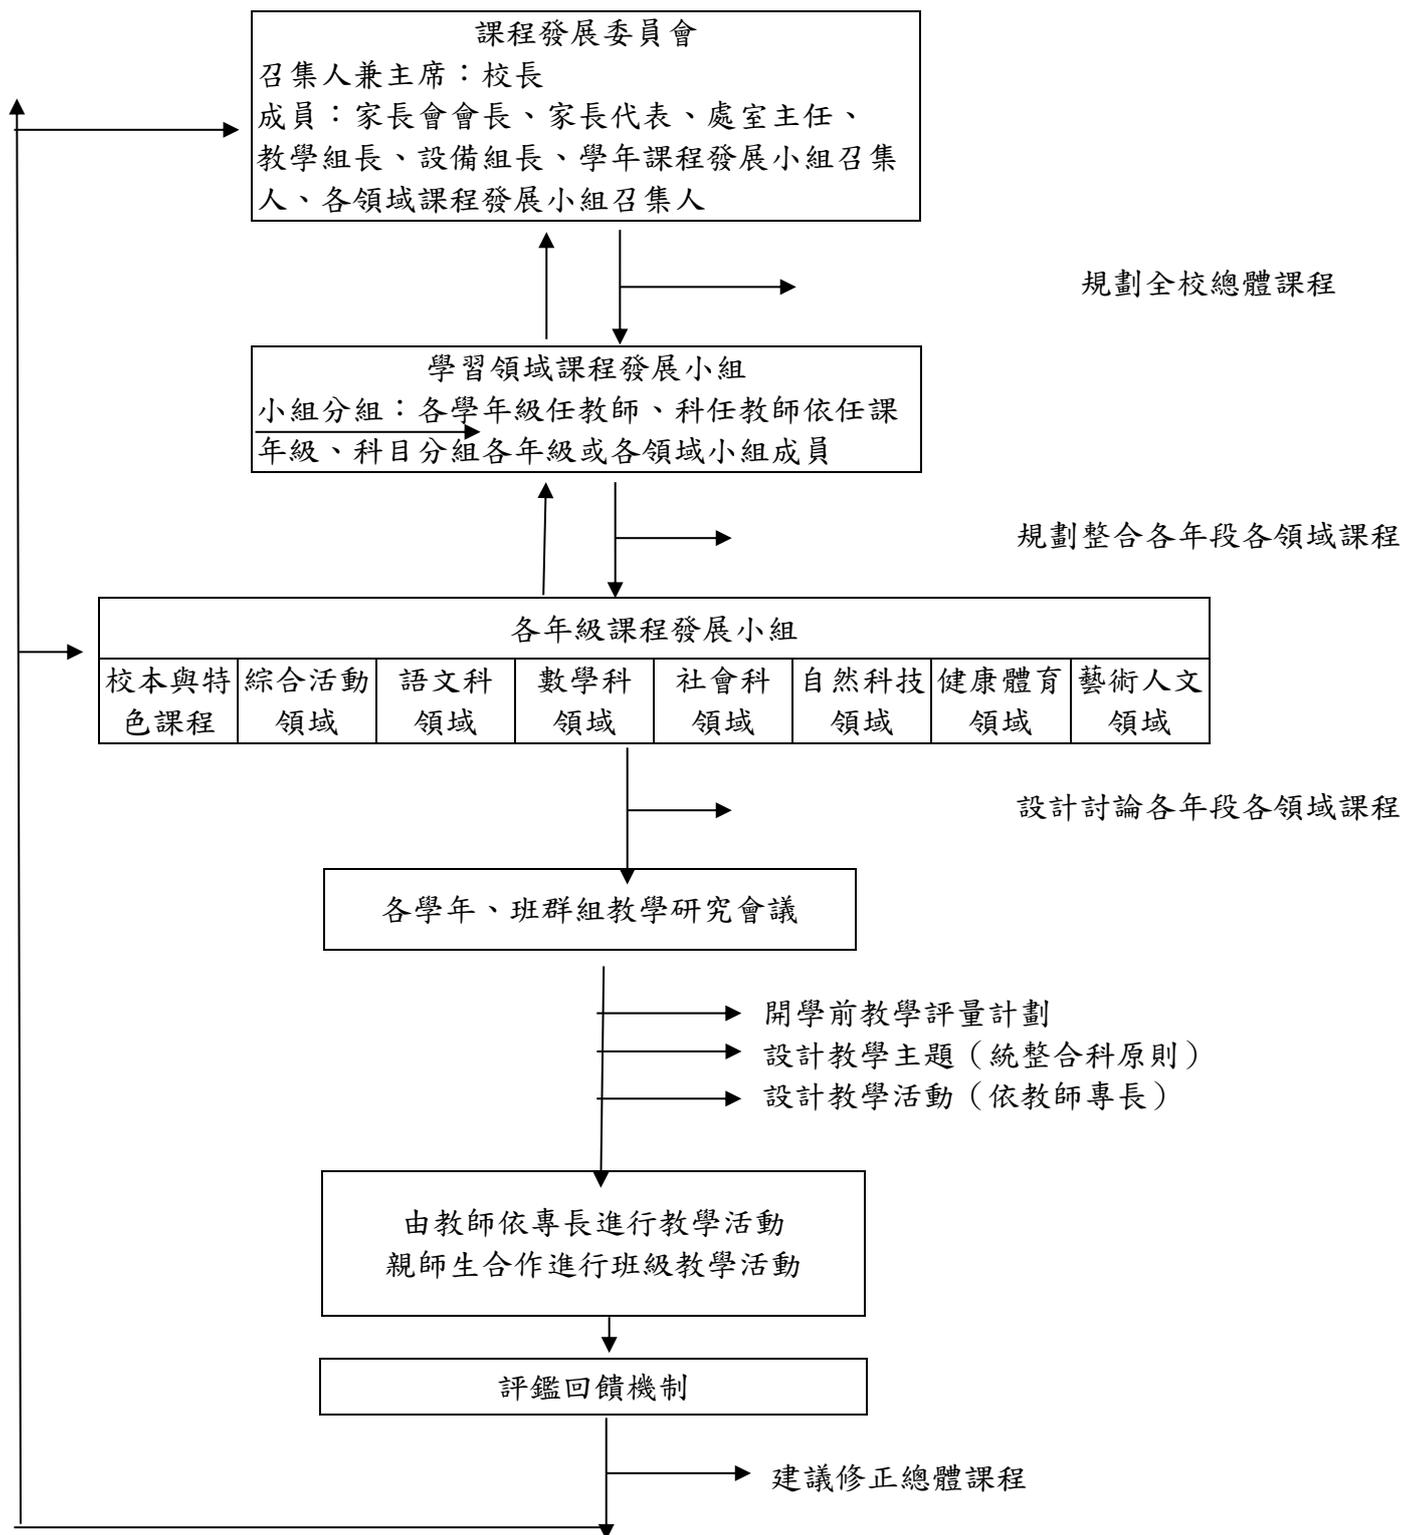 課程發展委員會
召集人兼主席：校長
成員：家長會會長、家長代表、處室主任、
教學組長、設備組長、學年課程發展小組召集
人、各領域課程發展小組召集人
規劃全校總體課程
學習領域課程發展小組
小組分組：各學年級任教師、科任教師依任課
年級、科目分組各年級或各領域小組成員
規劃整合各年段各領域課程
各年級課程發展小組
校本與特
色課程
綜合活動
領域
語文科
領域
數學科
領域
社會科
領域
自然科技
領域
健康體育
領域
藝術人文
領域
設計討論各年段各領域課程
各學年、班群組教學研究會議
開學前教學評量計劃
設計教學主題（統整合科原則）
設計教學活動（依教師專長）
由教師依專長進行教學活動
親師生合作進行班級教學活動
評鑑回饋機制
建議修正總體課程